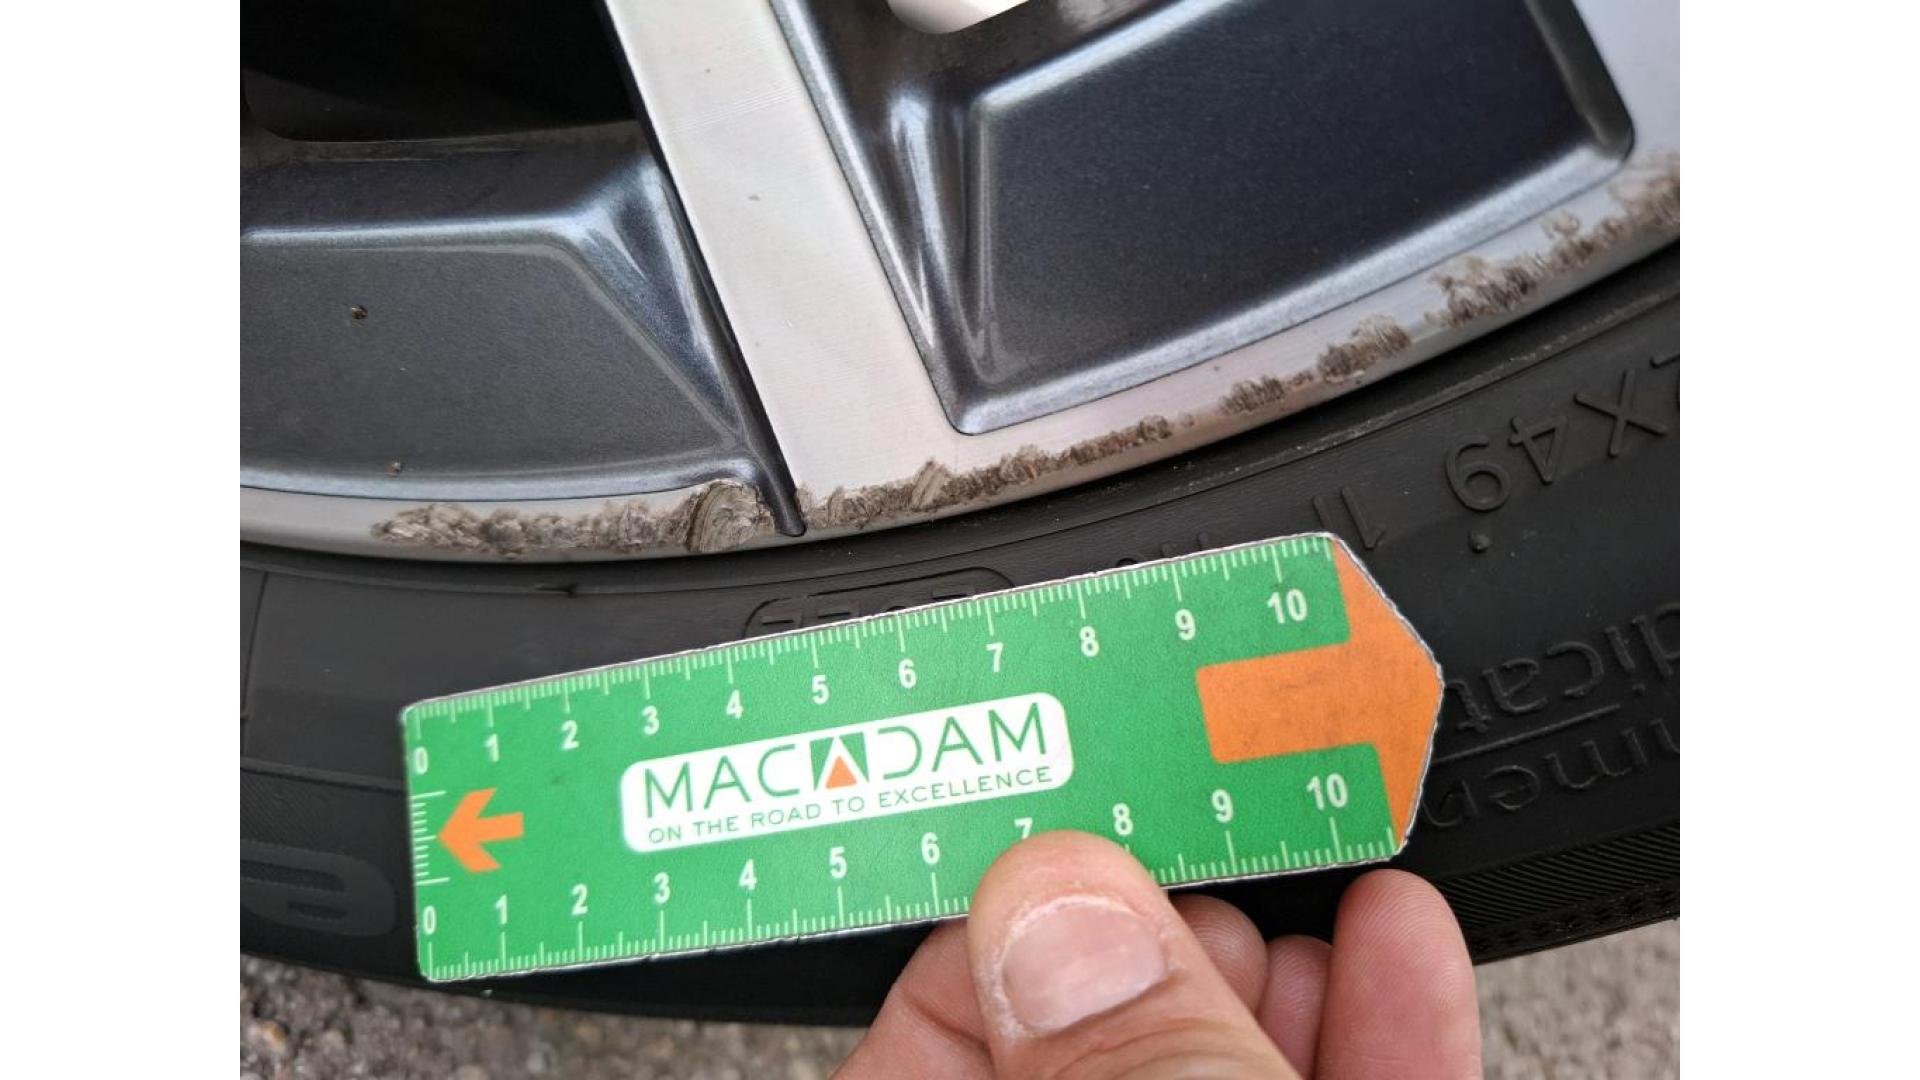 0 1 2 3 4 5 6 7 8 9 10
MACADAM
ON THE ROAD TO EXCELLENCE
0 1 2 3 4 5 6 7 8 9 10